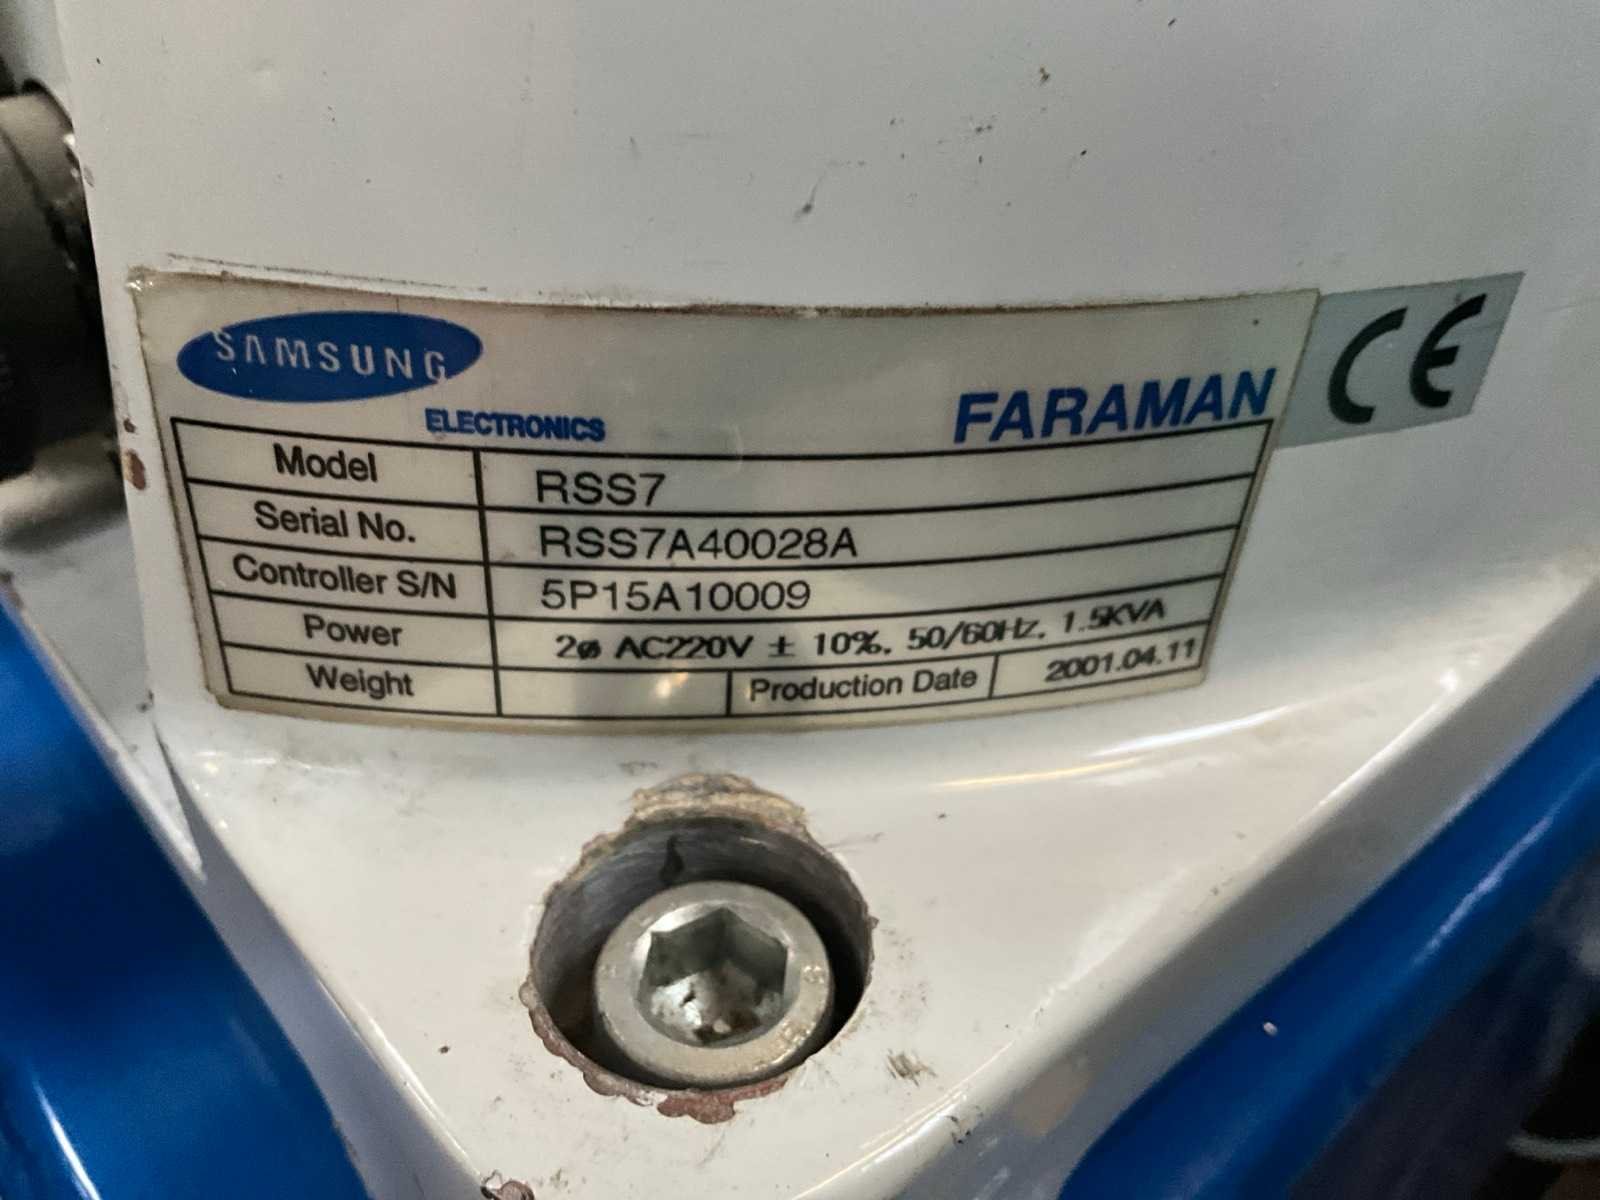 SAMSUNG
ELECTRONICS
FARAMAN
CE
Model RSS7
Serial No. RSS7A40028A
Controller S/N 5P15A10009
Power 2ø AC220V ± 10%, 50/60Hz, 1.5KVA
Weight Production Date 2001.04.11